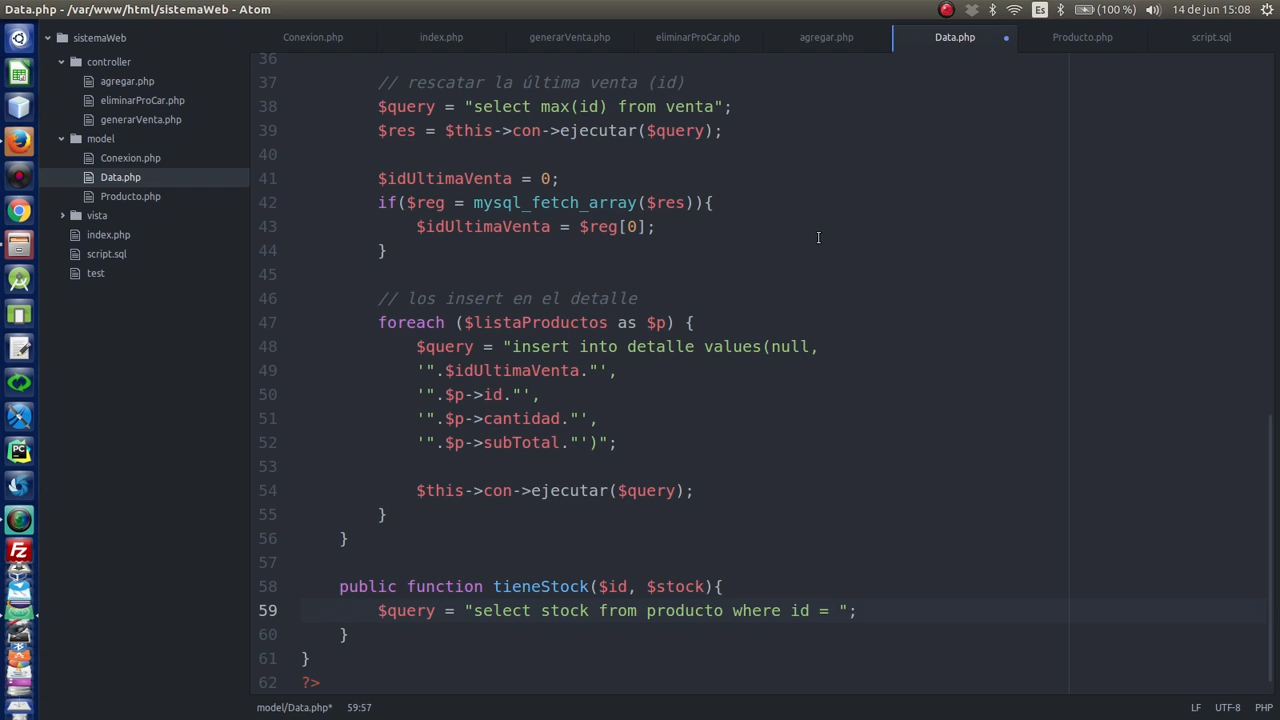 Data.php - /var/www/html/sistemaWeb - Atom
Es
(100 %)
14 de jun 15:08
sistemaWeb
controller
agregar.php
eliminarProCar.php
generarVenta.php
model
Conexion.php
Data.php
Producto.php
vista
index.php
script.sql
test
Conexion.php index.php generarVenta.php eliminarProCar.php agregar.php Data.php Producto.php script.sql
36
37 // rescatar la última venta (id)
38 $query = "select max(id) from venta";
39 $res = $this->con->ejecutar($query);
40
41 $idUltimaVenta = 0;
42 if($reg = mysql_fetch_array($res)){
43 $idUltimaVenta = $reg[0];
44 }
45
46 // los insert en el detalle
47 foreach ($listaProductos as $p) {
48 $query = "insert into detalle values(null,
49 '".$idUltimaVenta."',
50 '".$p->id."',
51 '".$p->cantidad."',
52 '".$p->subTotal."')";
53
54 $this->con->ejecutar($query);
55 }
56 }
57
58 public function tieneStock($id, $stock){
59 $query = "select stock from producto where id = ";
60 }
61 }
62 ?>
model/Data.php* 59:57
LF UTF-8 PHP
PC
Fz